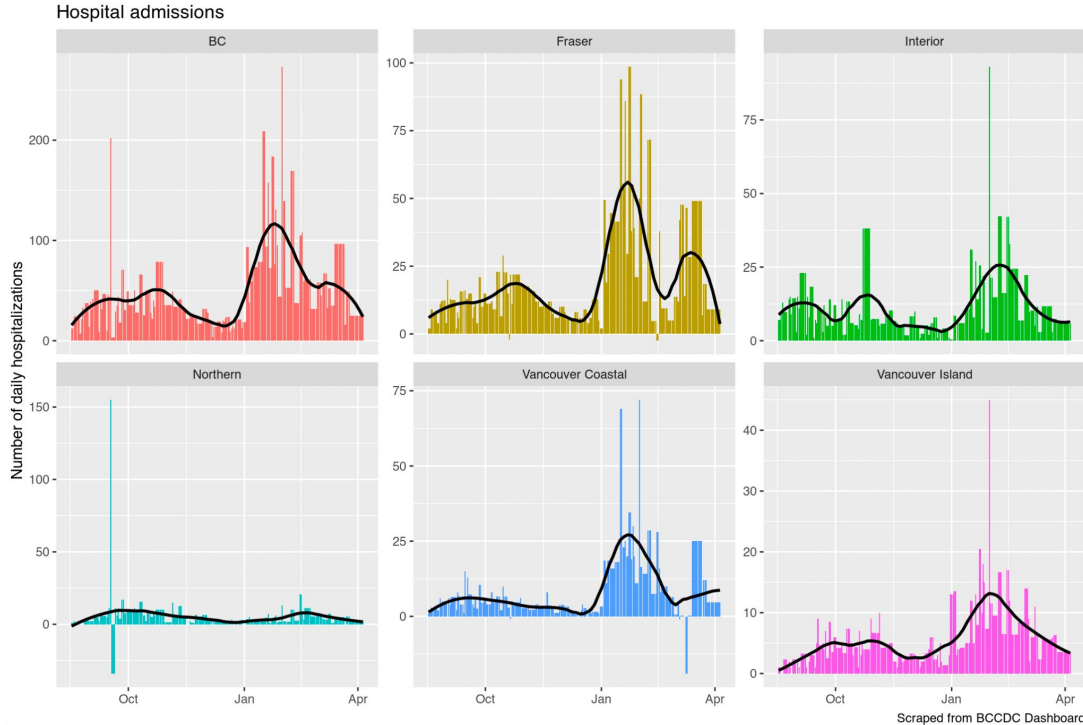 Hospital admissions
BC
Fraser
Interior
200
100
0
100
75
50
25
0
75
50
25
0
Number of daily hospitalizations
Northern
Vancouver Coastal
Vancouver Island
150
100
50
0
75
50
25
0
40
30
20
10
0
Oct Jan Apr
Oct Jan Apr
Oct Jan Apr
Scraped from BCCDC Dashboard